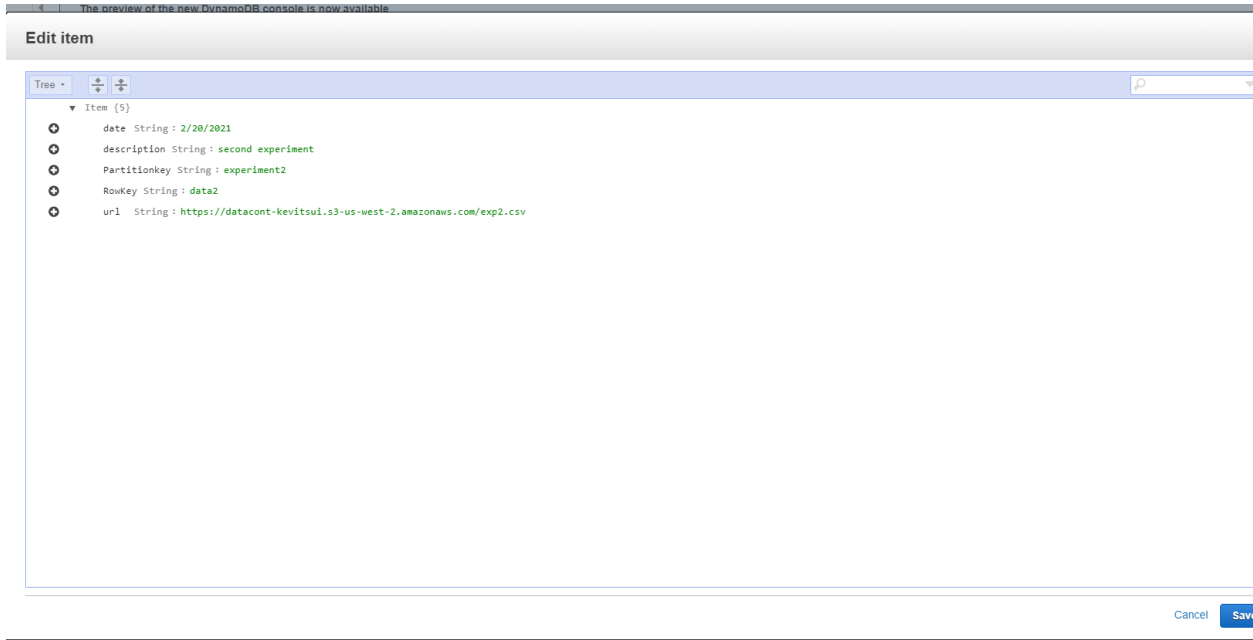 The preview of the new DynamoDB console is now available
Edit item
Tree
Item {5}
date String : 2/20/2021
description String : second experiment
Partitionkey String : experiment2
RowKey String : data2
url String : https://datacont-kevitsui.s3-us-west-2.amazonaws.com/exp2.csv
Cancel Save